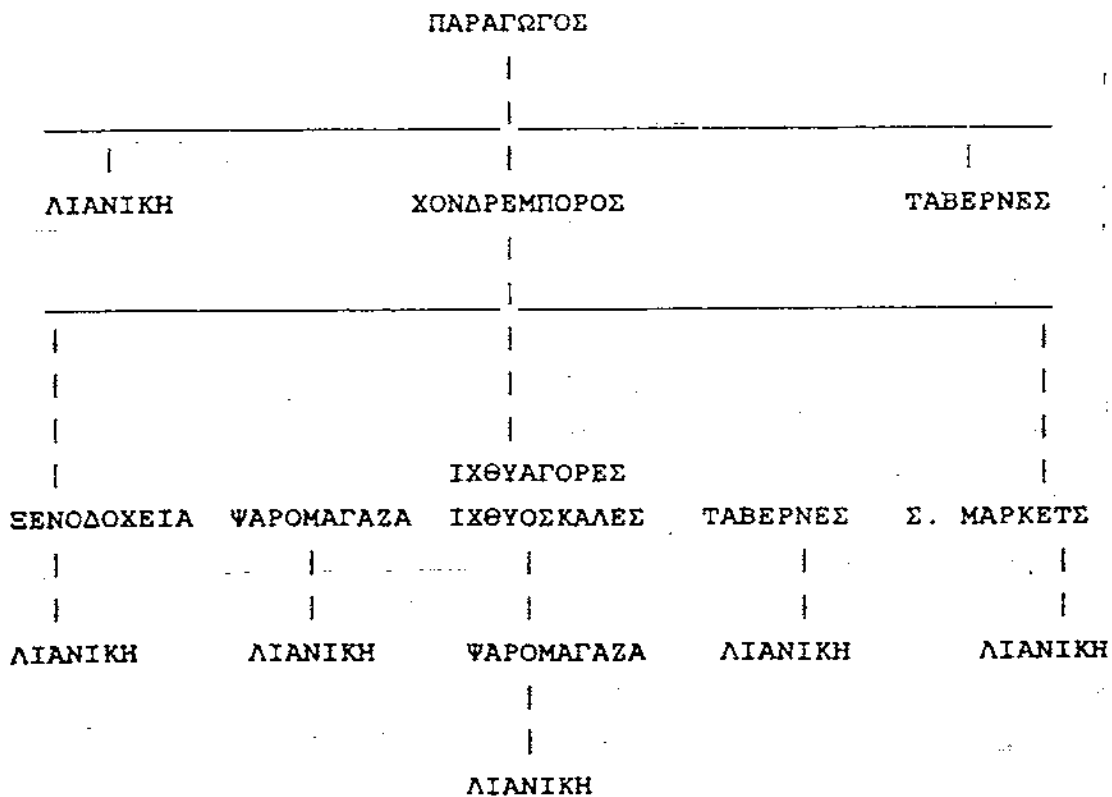 ΠΑΡΑΓΩΓΟΣ
ΛΙΑΝΙΚΗ ΧΟΝΔΡΕΜΠΟΡΟΣ ΤΑΒΕΡΝΕΣ
ΙΧΘΥΑΓΟΡΕΣ
ΞΕΝΟΔΟΧΕΙΑ ΨΑΡΟΜΑΓΑΖΑ ΙΧΘΥΟΣΚΑΛΕΣ ΤΑΒΕΡΝΕΣ Σ. ΜΑΡΚΕΤΣ
ΛΙΑΝΙΚΗ ΛΙΑΝΙΚΗ ΨΑΡΟΜΑΓΑΖΑ ΛΙΑΝΙΚΗ ΛΙΑΝΙΚΗ
ΛΙΑΝΙΚΗ